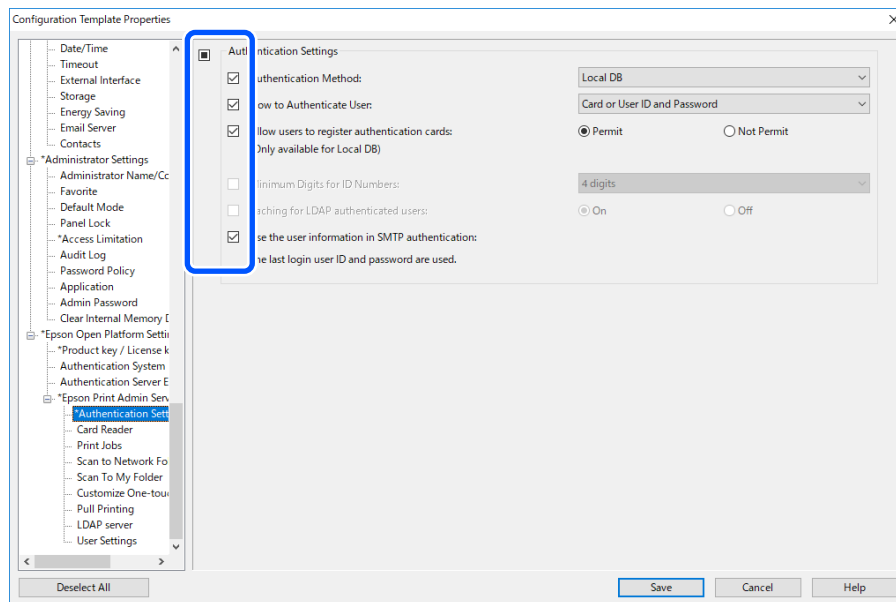 Configuration Template Properties
Date/Time
Timeout
External Interface
Storage
Energy Saving
Email Server
Contacts
*Administrator Settings
Administrator Name/Cc
Favorite
Default Mode
Panel Lock
*Access Limitation
Audit Log
Password Policy
Application
Admin Password
Clear Internal Memory
*Epson Open Platform Setti
*Product key / License k
Authentication System
Authentication Server E
*Epson Print Admin Serv
*Authentication Sett
Card Reader
Print Jobs
Scan to Network Fo
Scan To My Folder
Customize One-tou
Pull Printing
LDAP server
User Settings
Aut ntication Settings
uthentication Method: Local DB
ow to Authenticate User: Card or User ID and Password
llow users to register authentication cards: Permit Not Permit
Only available for Local DB)
inimum Digits for ID Numbers: 4 digits
aching for LDAP authenticated users: On Off
se the user information in SMTP authentication:
he last login user ID and password are used.
Deselect All Save Cancel Help